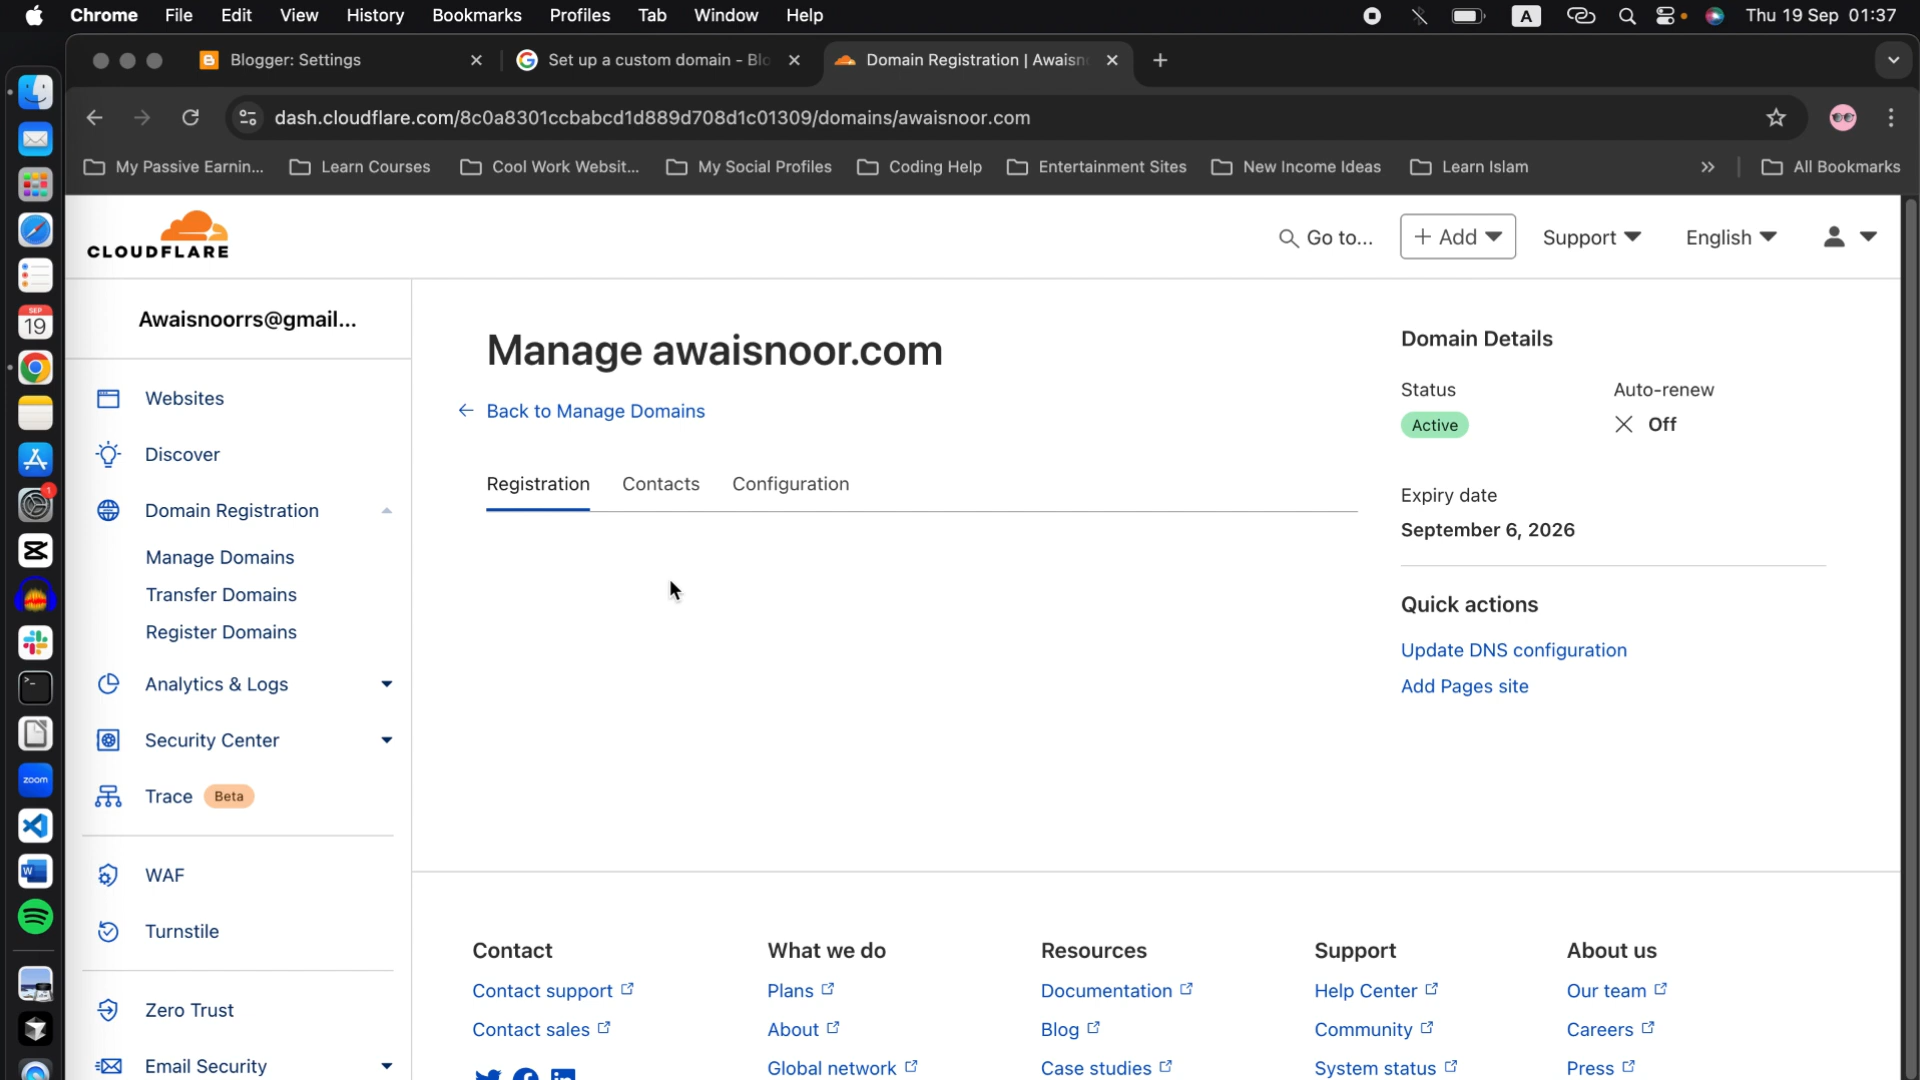 Chrome File Edit View History Bookmarks Profiles Tab Window Help A Thu 19 Sep 01:37
Blogger: Settings Set up a custom domain - Blo Domain Registration | Awaisn
dash.cloudflare.com/8c0a8301ccbabcd1d889d708d1c01309/domains/awaisnoor.com
My Passive Earnin... Learn Courses Cool Work Websit... My Social Profiles Coding Help Entertainment Sites New Income Ideas Learn Islam » All Bookmarks
CLOUDFLARE
Go to... + Add Support English
Awaisnoorrs@gmail...
Websites
Discover
Domain Registration
Manage Domains
Transfer Domains
Register Domains
Analytics & Logs
Security Center
Trace Beta
WAF
Turnstile
Zero Trust
Email Security
Manage awaisnoor.com
← Back to Manage Domains
Registration Contacts Configuration
Domain Details
Status Auto-renew
Active Off
Expiry date
September 6, 2026
Quick actions
Update DNS configuration
Add Pages site
Contact
Contact support
Contact sales
What we do
Plans
About
Global network
Resources
Documentation
Blog
Case studies
Support
Help Center
Community
System status
About us
Our team
Careers
Press
SEP
19
1
zoom
W